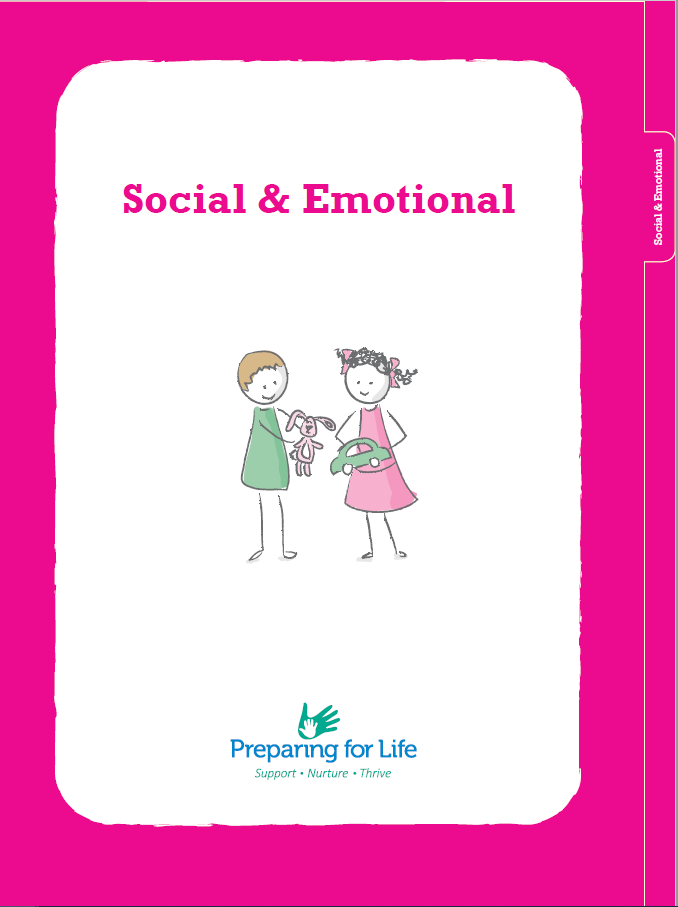 Social & Emotional
Social & Emotional
Preparing for Life
Support • Nurture • Thrive